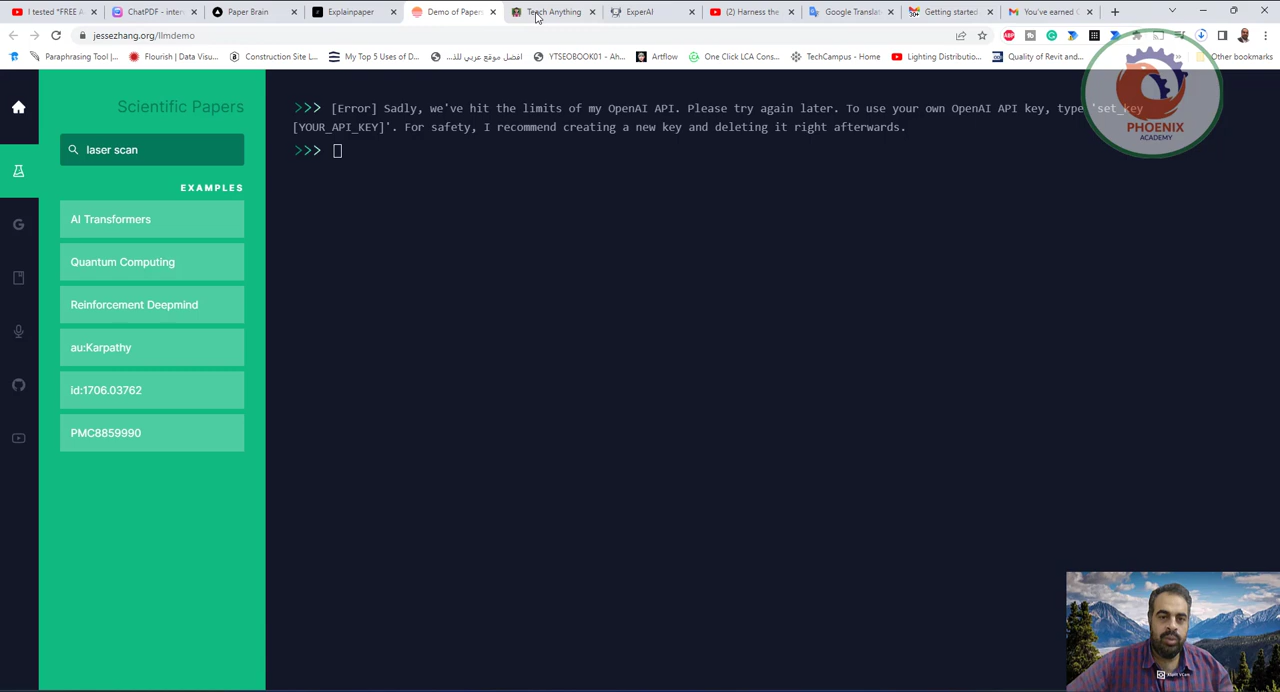 I tested *FREE A
ChatPDF - inter
Paper Brain
Explainpaper
Demo of Papers
Teach Anything
ExperAI
(2) Harness the
Google Translat
Getting started
You've earned C
jessezhang.org/llmdemo
Paraphrasing Tool |...
Flourish | Data Visu...
Construction Site L...
My Top 5 Uses of D...
افضل موقع عربي للذ...
YTSEOBOOK01 - Ah...
Artflow
One Click LCA Cons...
TechCampus - Home
Lighting Distributio...
Quality of Revit and...
»
Other bookmarks
Scientific Papers
laser scan
EXAMPLES
AI Transformers
Quantum Computing
Reinforcement Deepmind
au:Karpathy
id:1706.03762
PMC8859990
>>> [Error] Sadly, we've hit the limits of my OpenAI API. Please try again later. To use your own OpenAI API key, type 'set_key
[YOUR_API_KEY]'. For safety, I recommend creating a new key and deleting it right afterwards.
>>>
PHOENIX
ACADEMY